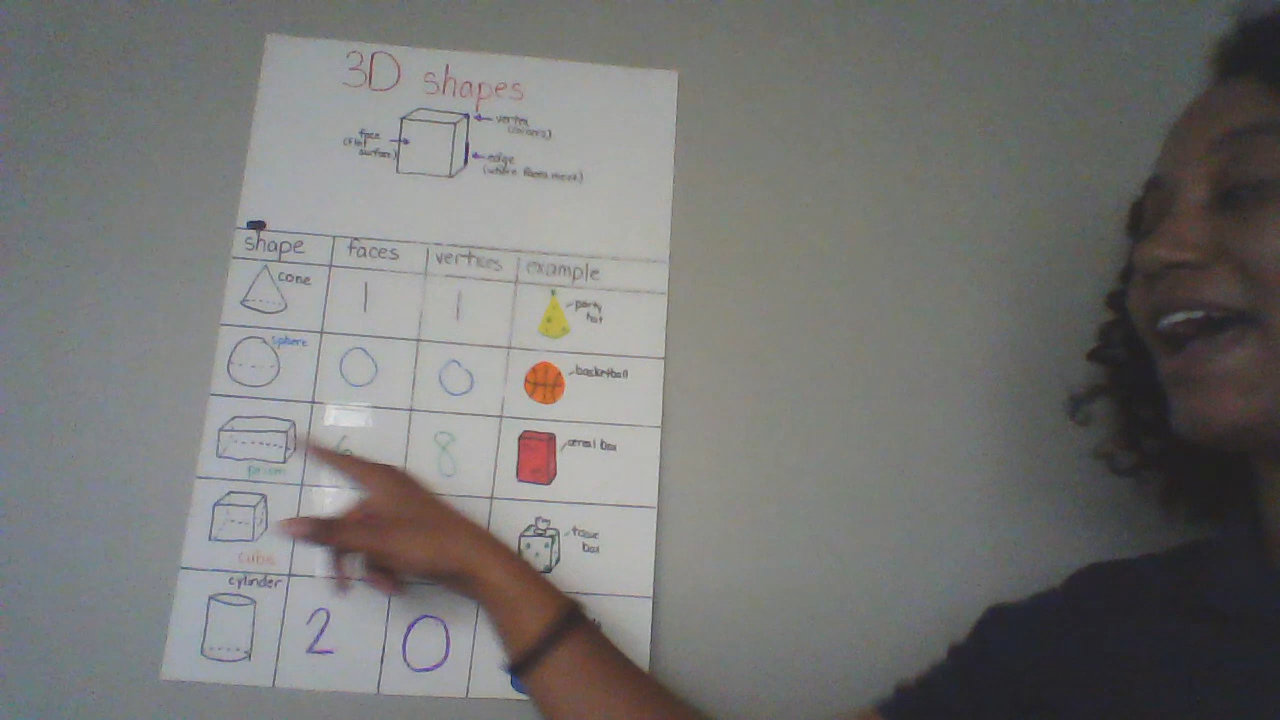 3D shapes
vertex
(corners)
face
(flat
surface)
edge
(where faces meet)
shape faces vertices example
cone 1 1 party
hat
sphere 0 0 basketball
prism 6 8 cereal box
cube tissue
box
cylinder 2 0